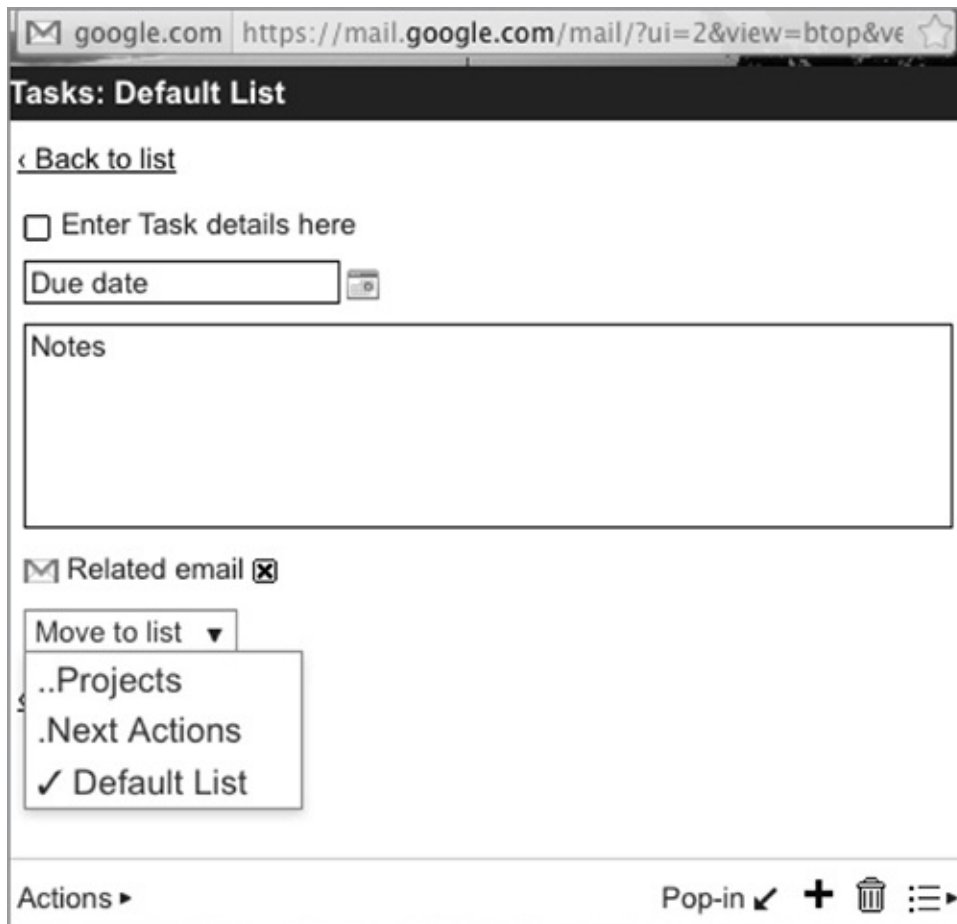 google.com https://mail.google.com/mail/?ui=2&view=btop&ve
Tasks: Default List
‹ Back to list
Enter Task details here
Due date
Notes
Related email
Move to list ▼
..Projects
.Next Actions
✓ Default List
Actions ▸ Pop-in